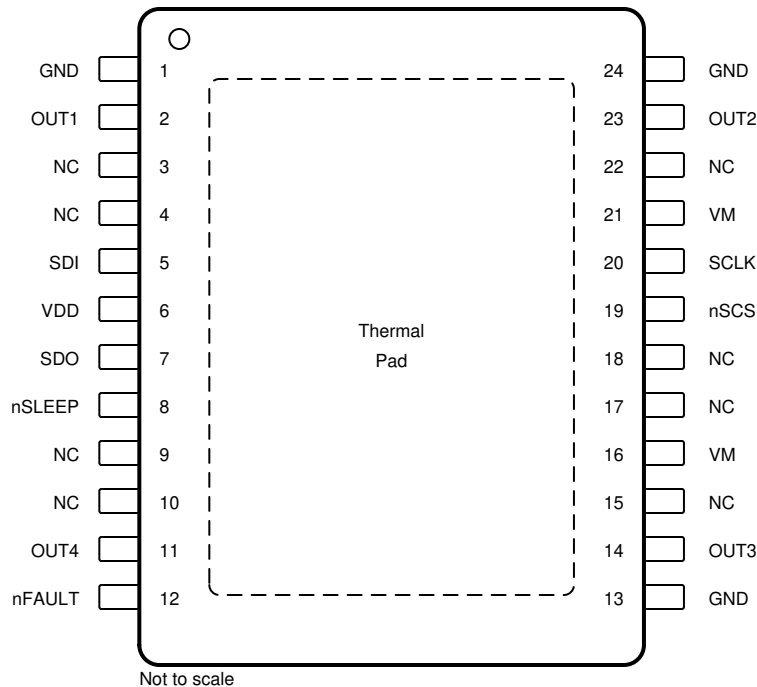 GND 1 24 GND
OUT1 2 23 OUT2
NC 3 22 NC
NC 4 21 VM
SDI 5 20 SCLK
VDD 6 19 nSCS
Thermal
SDO 7 18 NC
Pad
nSLEEP 8 17 NC
NC 9 16 VM
NC 10 15 NC
OUT4 11 14 OUT3
nFAULT 12 13 GND
Not to scale